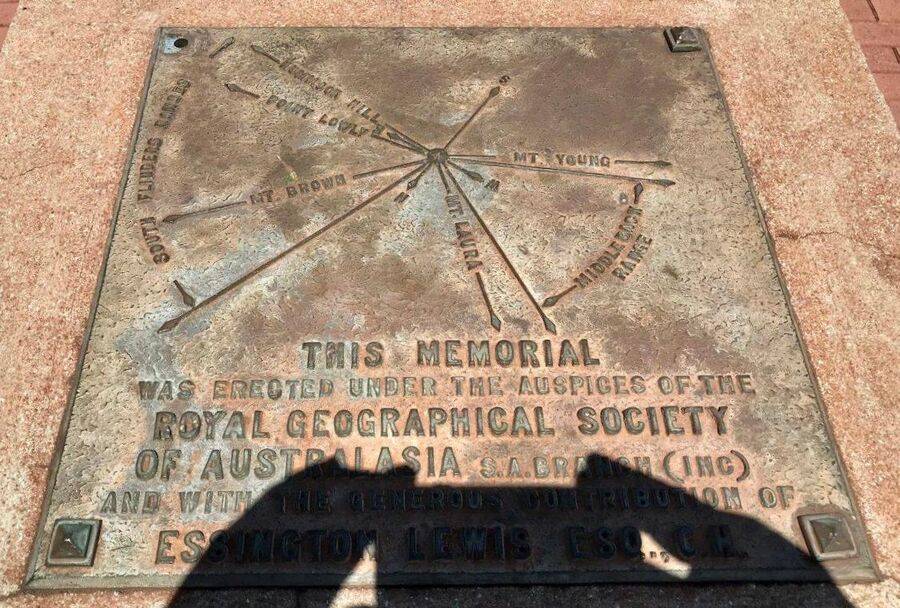 S
HUMMOCK HILL
POINT LOWLY
MT. YOUNG
SOUTH FLINDERS RANGES
MT. BROWN
N
W
MT. LAURA
MIDDLE BACK
RANGE
THIS MEMORIAL
WAS ERECTED UNDER THE AUSPICES OF THE
ROYAL GEOGRAPHICAL SOCIETY
OF AUSTRALASIA S.A. BRANCH (INC)
AND WITH THE GENEROUS CONTRIBUTION OF
ESSINGTON LEWIS ESQ., C.H.